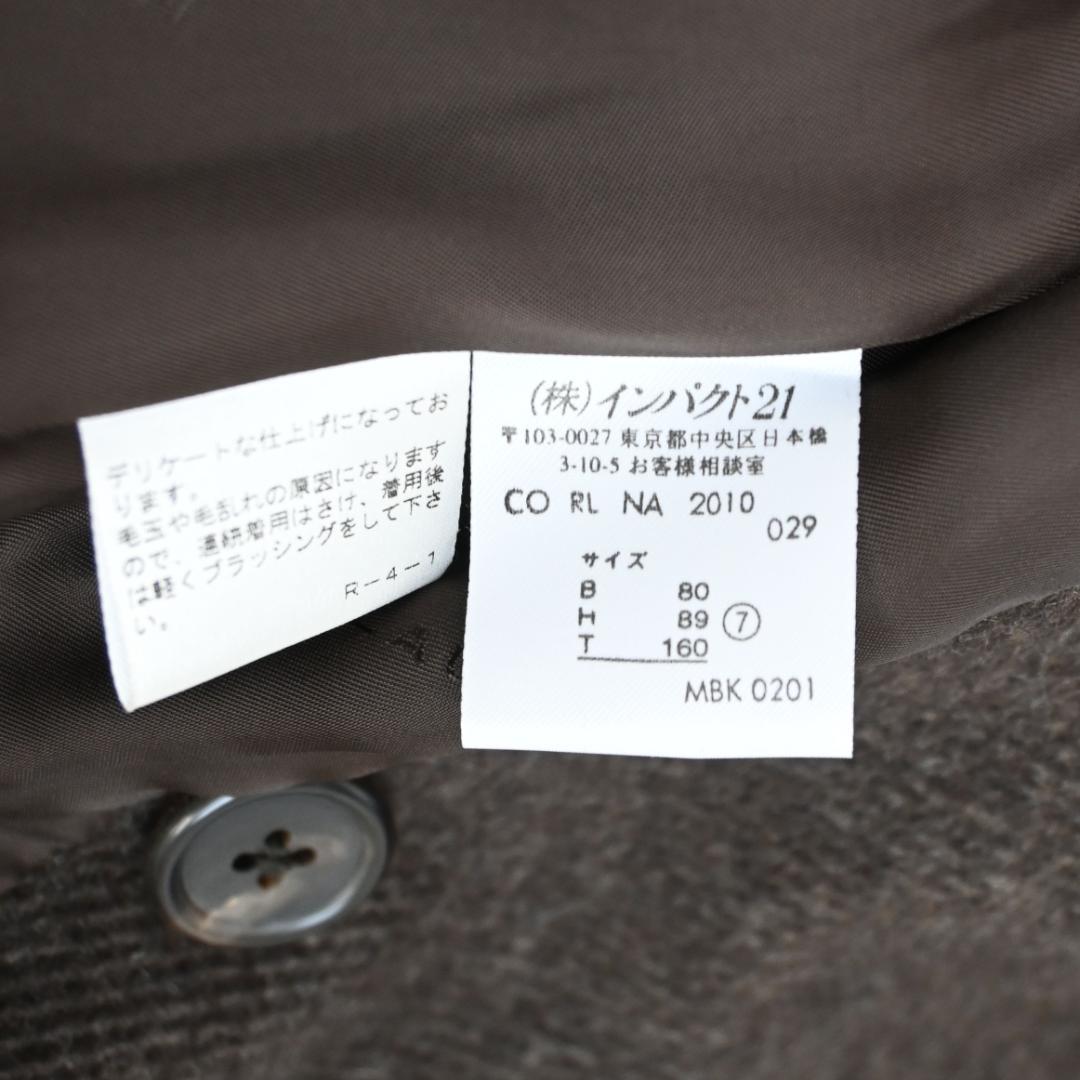 デリケートな仕上げになってお
ります。
毛玉や毛乱れの原因になります
ので、連続着用はさけ、着用後
は軽くブラッシングをして下さ
い。
R-4-1
(株)インパクト21
〒103-0027 東京都中央区日本橋
3-10-5 お客様相談室
CO RL NA 2010
029
サイズ
B 80
H 89 ⑦
T 160
MBK 0201